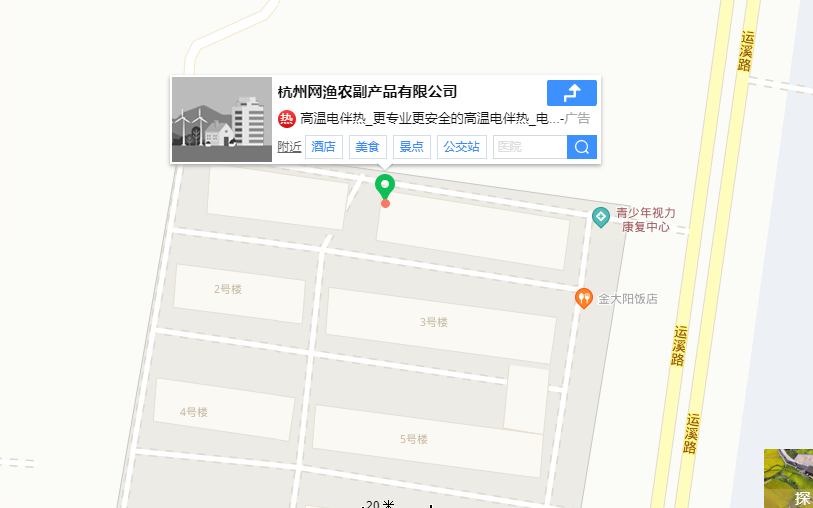 运溪路
杭州网渔农副产品有限公司
热 高温电伴热_更专业更安全的高温电伴热_电...-广告
附近 酒店 美食 景点 公交站 医院
青少年视力
康复中心
2号楼
金大阳饭店
3号楼
运溪路
4号楼
5号楼
运溪路
20 米
探